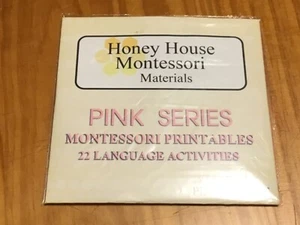 Honey House
Montessori
Materials
PINK SERIES
MONTESSORI PRINTABLES
22 LANGUAGE ACTIVITIES